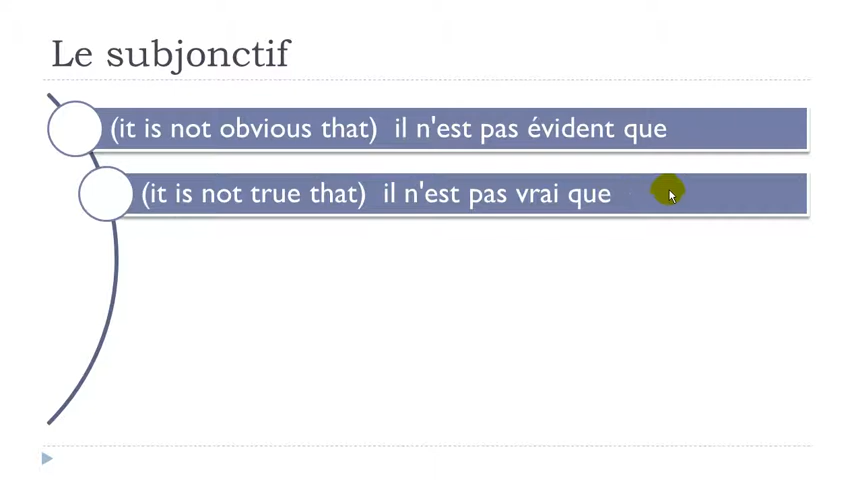 Le subjonctif
(it is not obvious that) il n'est pas évident que
(it is not true that) il n'est pas vrai que